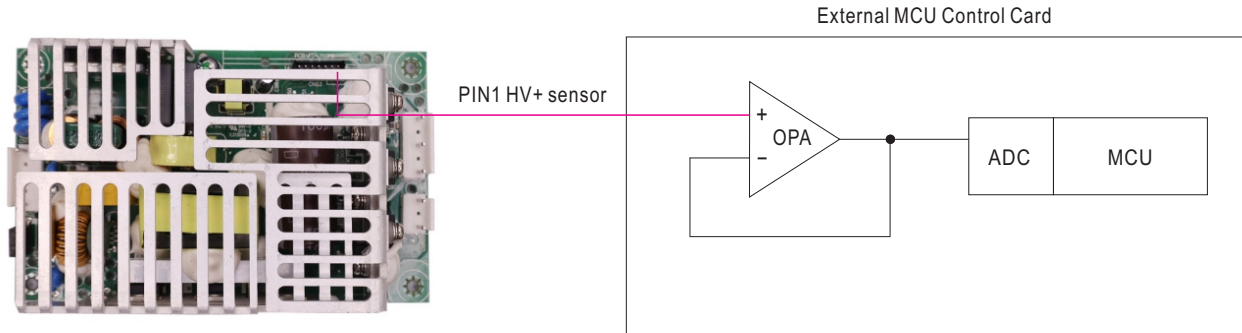 External MCU Control Card
PIN1 HV+ sensor
+
OPA
−
ADC
MCU